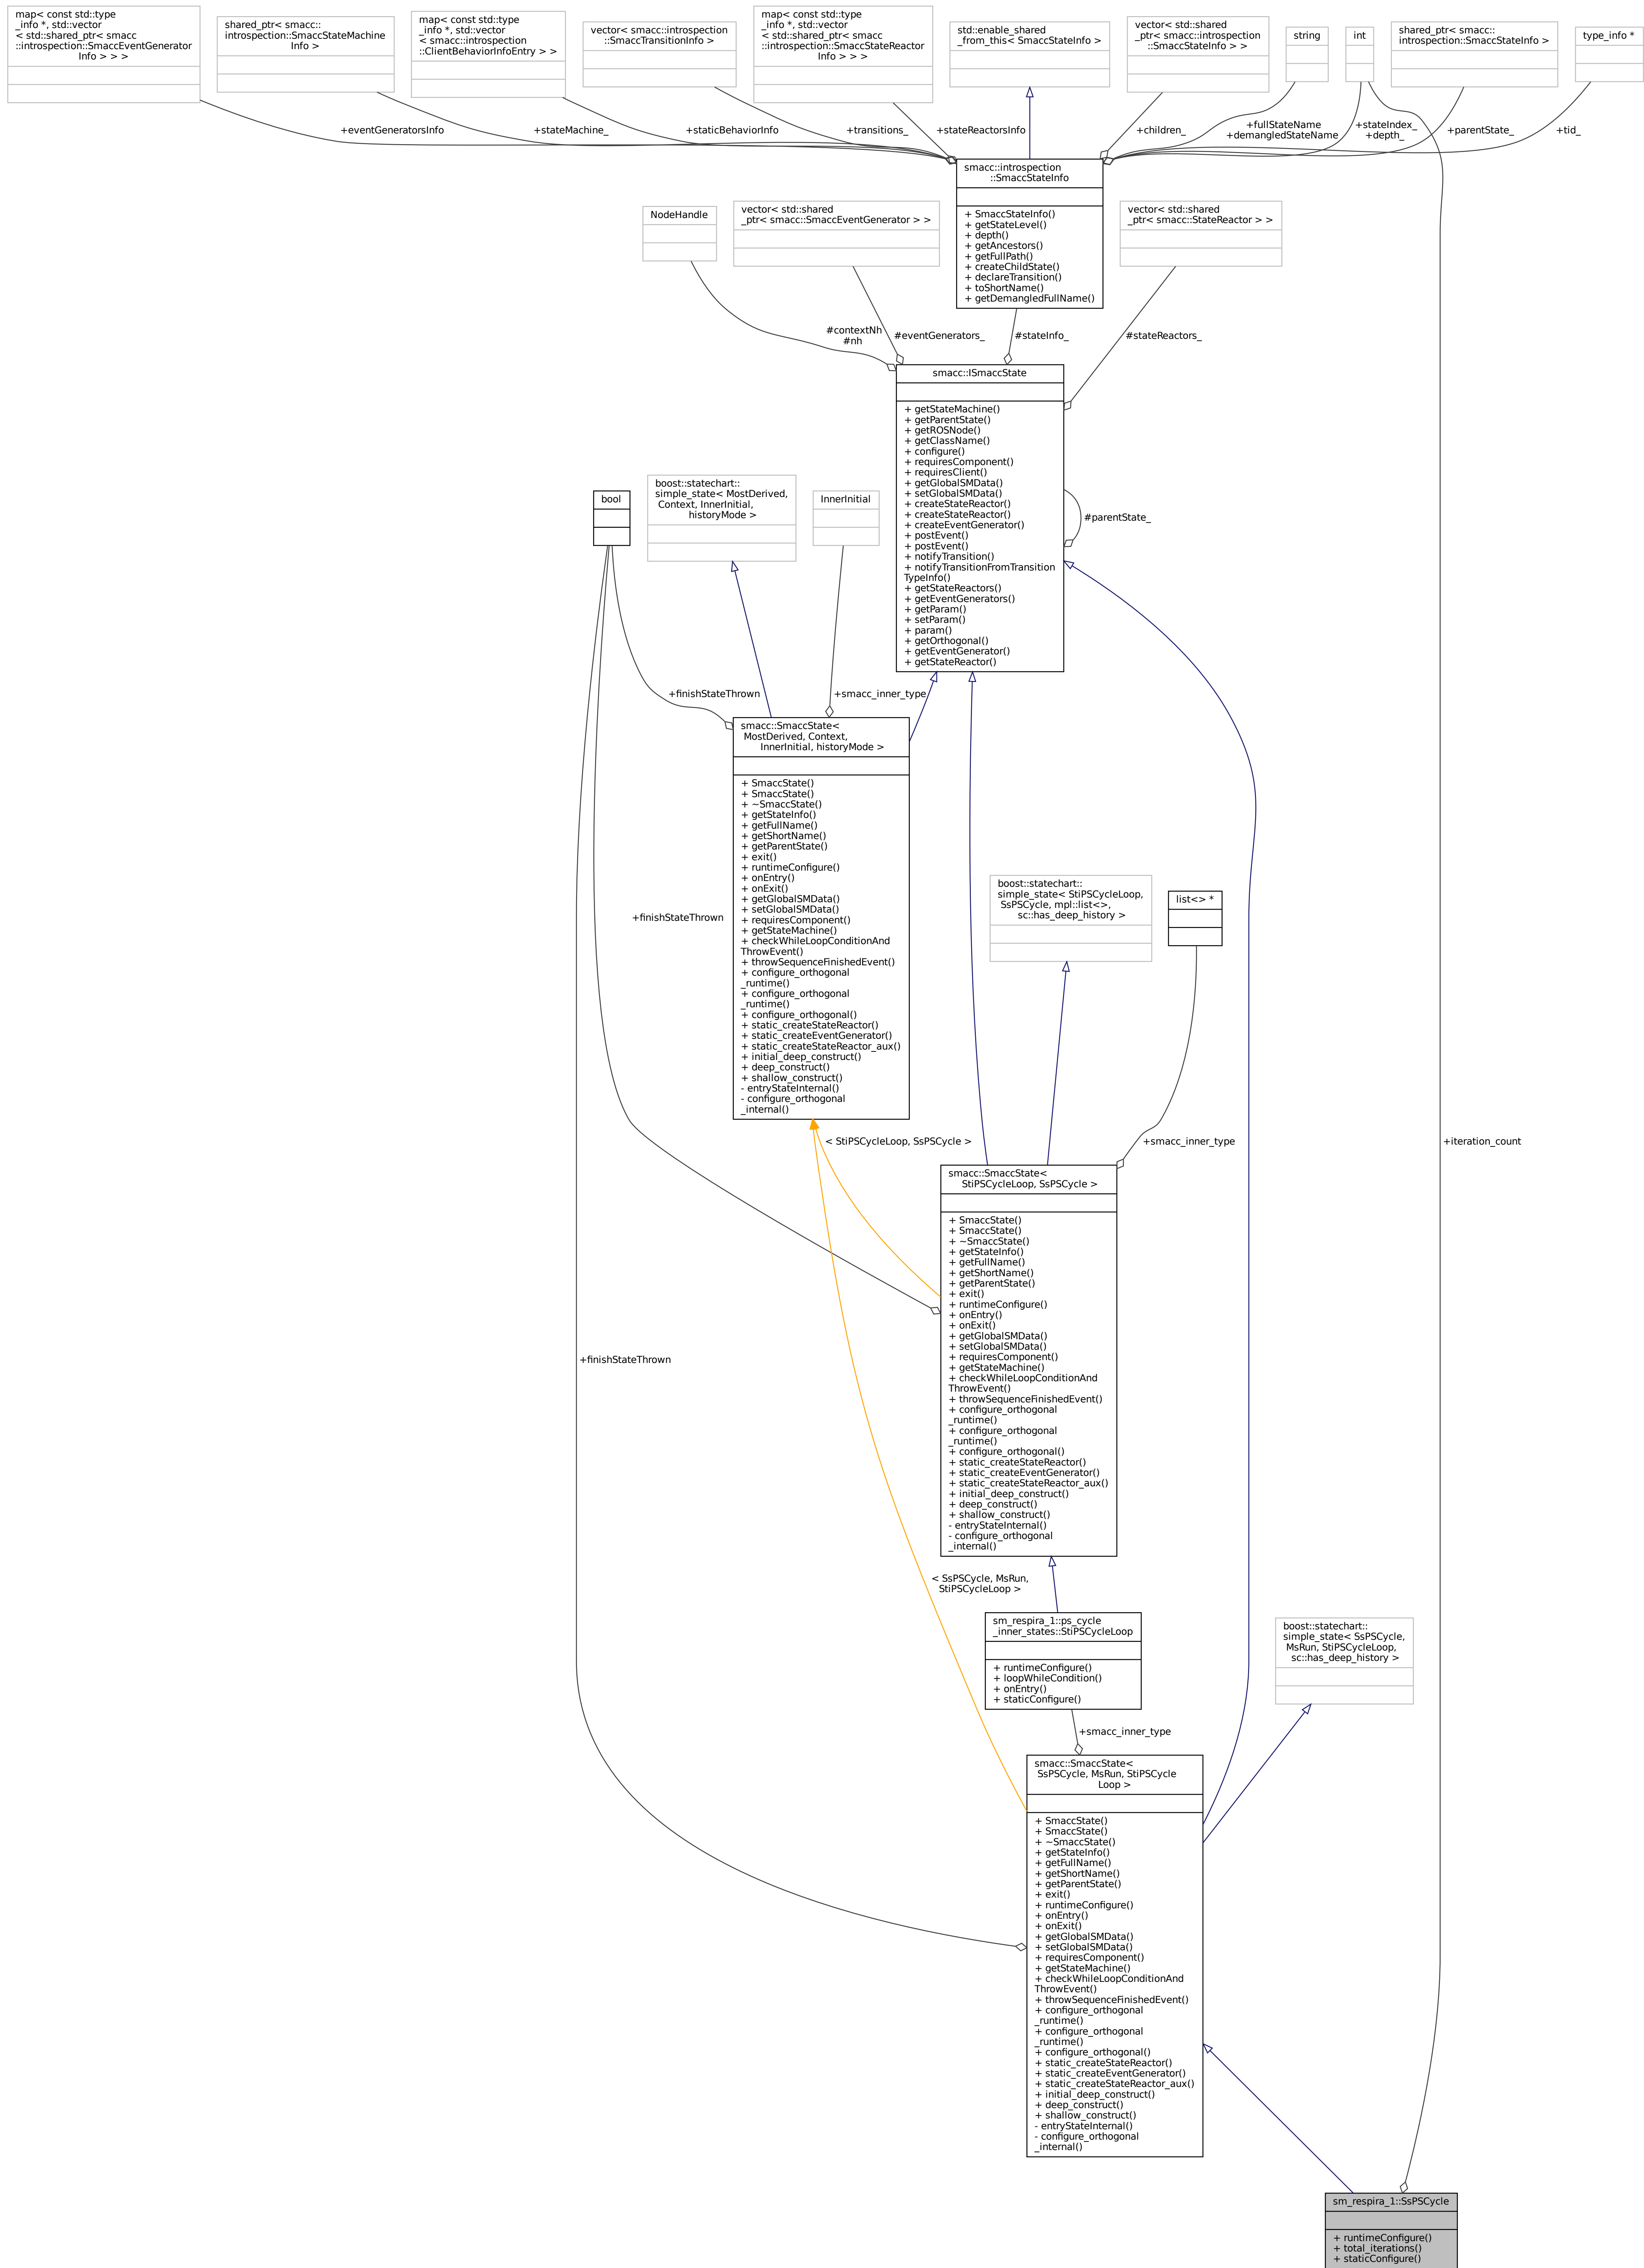 map< const std::type
_info *, std::vector
< std::shared_ptr< smacc
::introspection::SmaccEventGenerator
Info > > >
shared_ptr< smacc::
introspection::SmaccStateMachine
Info >
map< const std::type
_info *, std::vector
< smacc::introspection
::ClientBehaviorInfoEntry > >
vector< smacc::introspection
::SmaccTransitionInfo >
map< const std::type
_info *, std::vector
< std::shared_ptr< smacc
::introspection::SmaccStateReactor
Info > > >
std::enable_shared
_from_this< SmaccStateInfo >
vector< std::shared
_ptr< smacc::introspection
::SmaccStateInfo > >
string
int
shared_ptr< smacc::
introspection::SmaccStateInfo >
type_info *
+eventGeneratorsInfo
+stateMachine_
+staticBehaviorInfo
+transitions_
+stateReactorsInfo
+children_
+fullStateName
+demangledStateName
+stateIndex_
+depth_
+parentState_
+tid_
smacc::introspection
::SmaccStateInfo
+ SmaccStateInfo()
+ getStateLevel()
+ depth()
+ getAncestors()
+ getFullPath()
+ createChildState()
+ declareTransition()
+ toShortName()
+ getDemangledFullName()
NodeHandle
vector< std::shared
_ptr< smacc::SmaccEventGenerator > >
vector< std::shared
_ptr< smacc::StateReactor > >
#contextNh
#nh
#eventGenerators_
#stateInfo_
#stateReactors_
smacc::ISmaccState
+ getStateMachine()
+ getParentState()
+ getROSNode()
+ getClassName()
+ configure()
+ requiresComponent()
+ requiresClient()
+ getGlobalSMData()
+ setGlobalSMData()
+ createStateReactor()
+ createStateReactor()
+ createEventGenerator()
+ postEvent()
+ postEvent()
+ notifyTransition()
+ notifyTransitionFromTransition
TypeInfo()
+ getStateReactors()
+ getEventGenerators()
+ getParam()
+ setParam()
+ param()
+ getOrthogonal()
+ getEventGenerator()
+ getStateReactor()
#parentState_
bool
boost::statechart::
simple_state< MostDerived,
Context, InnerInitial,
historyMode >
InnerInitial
+finishStateThrown
+smacc_inner_type
smacc::SmaccState<
MostDerived, Context,
InnerInitial, historyMode >
+ SmaccState()
+ SmaccState()
+ ~SmaccState()
+ getStateInfo()
+ getFullName()
+ getShortName()
+ getParentState()
+ exit()
+ runtimeConfigure()
+ onEntry()
+ onExit()
+ getGlobalSMData()
+ setGlobalSMData()
+ requiresComponent()
+ getStateMachine()
+ checkWhileLoopConditionAnd
ThrowEvent()
+ throwSequenceFinishedEvent()
+ configure_orthogonal
_runtime()
+ configure_orthogonal
_runtime()
+ configure_orthogonal()
+ static_createStateReactor()
+ static_createEventGenerator()
+ static_createStateReactor_aux()
+ initial_deep_construct()
+ deep_construct()
+ shallow_construct()
- entryStateInternal()
- configure_orthogonal
_internal()
+finishStateThrown
boost::statechart::
simple_state< StiPSCycleLoop,
SsPSCycle, mpl::list<>,
sc::has_deep_history >
list<> *
< StiPSCycleLoop, SsPSCycle >
+smacc_inner_type
+iteration_count
smacc::SmaccState<
StiPSCycleLoop, SsPSCycle >
+ SmaccState()
+ SmaccState()
+ ~SmaccState()
+ getStateInfo()
+ getFullName()
+ getShortName()
+ getParentState()
+ exit()
+ runtimeConfigure()
+ onEntry()
+ onExit()
+ getGlobalSMData()
+ setGlobalSMData()
+ requiresComponent()
+ getStateMachine()
+ checkWhileLoopConditionAnd
ThrowEvent()
+ throwSequenceFinishedEvent()
+ configure_orthogonal
_runtime()
+ configure_orthogonal
_runtime()
+ configure_orthogonal()
+ static_createStateReactor()
+ static_createEventGenerator()
+ static_createStateReactor_aux()
+ initial_deep_construct()
+ deep_construct()
+ shallow_construct()
- entryStateInternal()
- configure_orthogonal
_internal()
+finishStateThrown
< SsPSCycle, MsRun,
StiPSCycleLoop >
sm_respira_1::ps_cycle
_inner_states::StiPSCycleLoop
+ runtimeConfigure()
+ loopWhileCondition()
+ onEntry()
+ staticConfigure()
boost::statechart::
simple_state< SsPSCycle,
MsRun, StiPSCycleLoop,
sc::has_deep_history >
+smacc_inner_type
smacc::SmaccState<
SsPSCycle, MsRun, StiPSCycle
Loop >
+ SmaccState()
+ SmaccState()
+ ~SmaccState()
+ getStateInfo()
+ getFullName()
+ getShortName()
+ getParentState()
+ exit()
+ runtimeConfigure()
+ onEntry()
+ onExit()
+ getGlobalSMData()
+ setGlobalSMData()
+ requiresComponent()
+ getStateMachine()
+ checkWhileLoopConditionAnd
ThrowEvent()
+ throwSequenceFinishedEvent()
+ configure_orthogonal
_runtime()
+ configure_orthogonal
_runtime()
+ configure_orthogonal()
+ static_createStateReactor()
+ static_createEventGenerator()
+ static_createStateReactor_aux()
+ initial_deep_construct()
+ deep_construct()
+ shallow_construct()
- entryStateInternal()
- configure_orthogonal
_internal()
sm_respira_1::SsPSCycle
+ runtimeConfigure()
+ total_iterations()
+ staticConfigure()